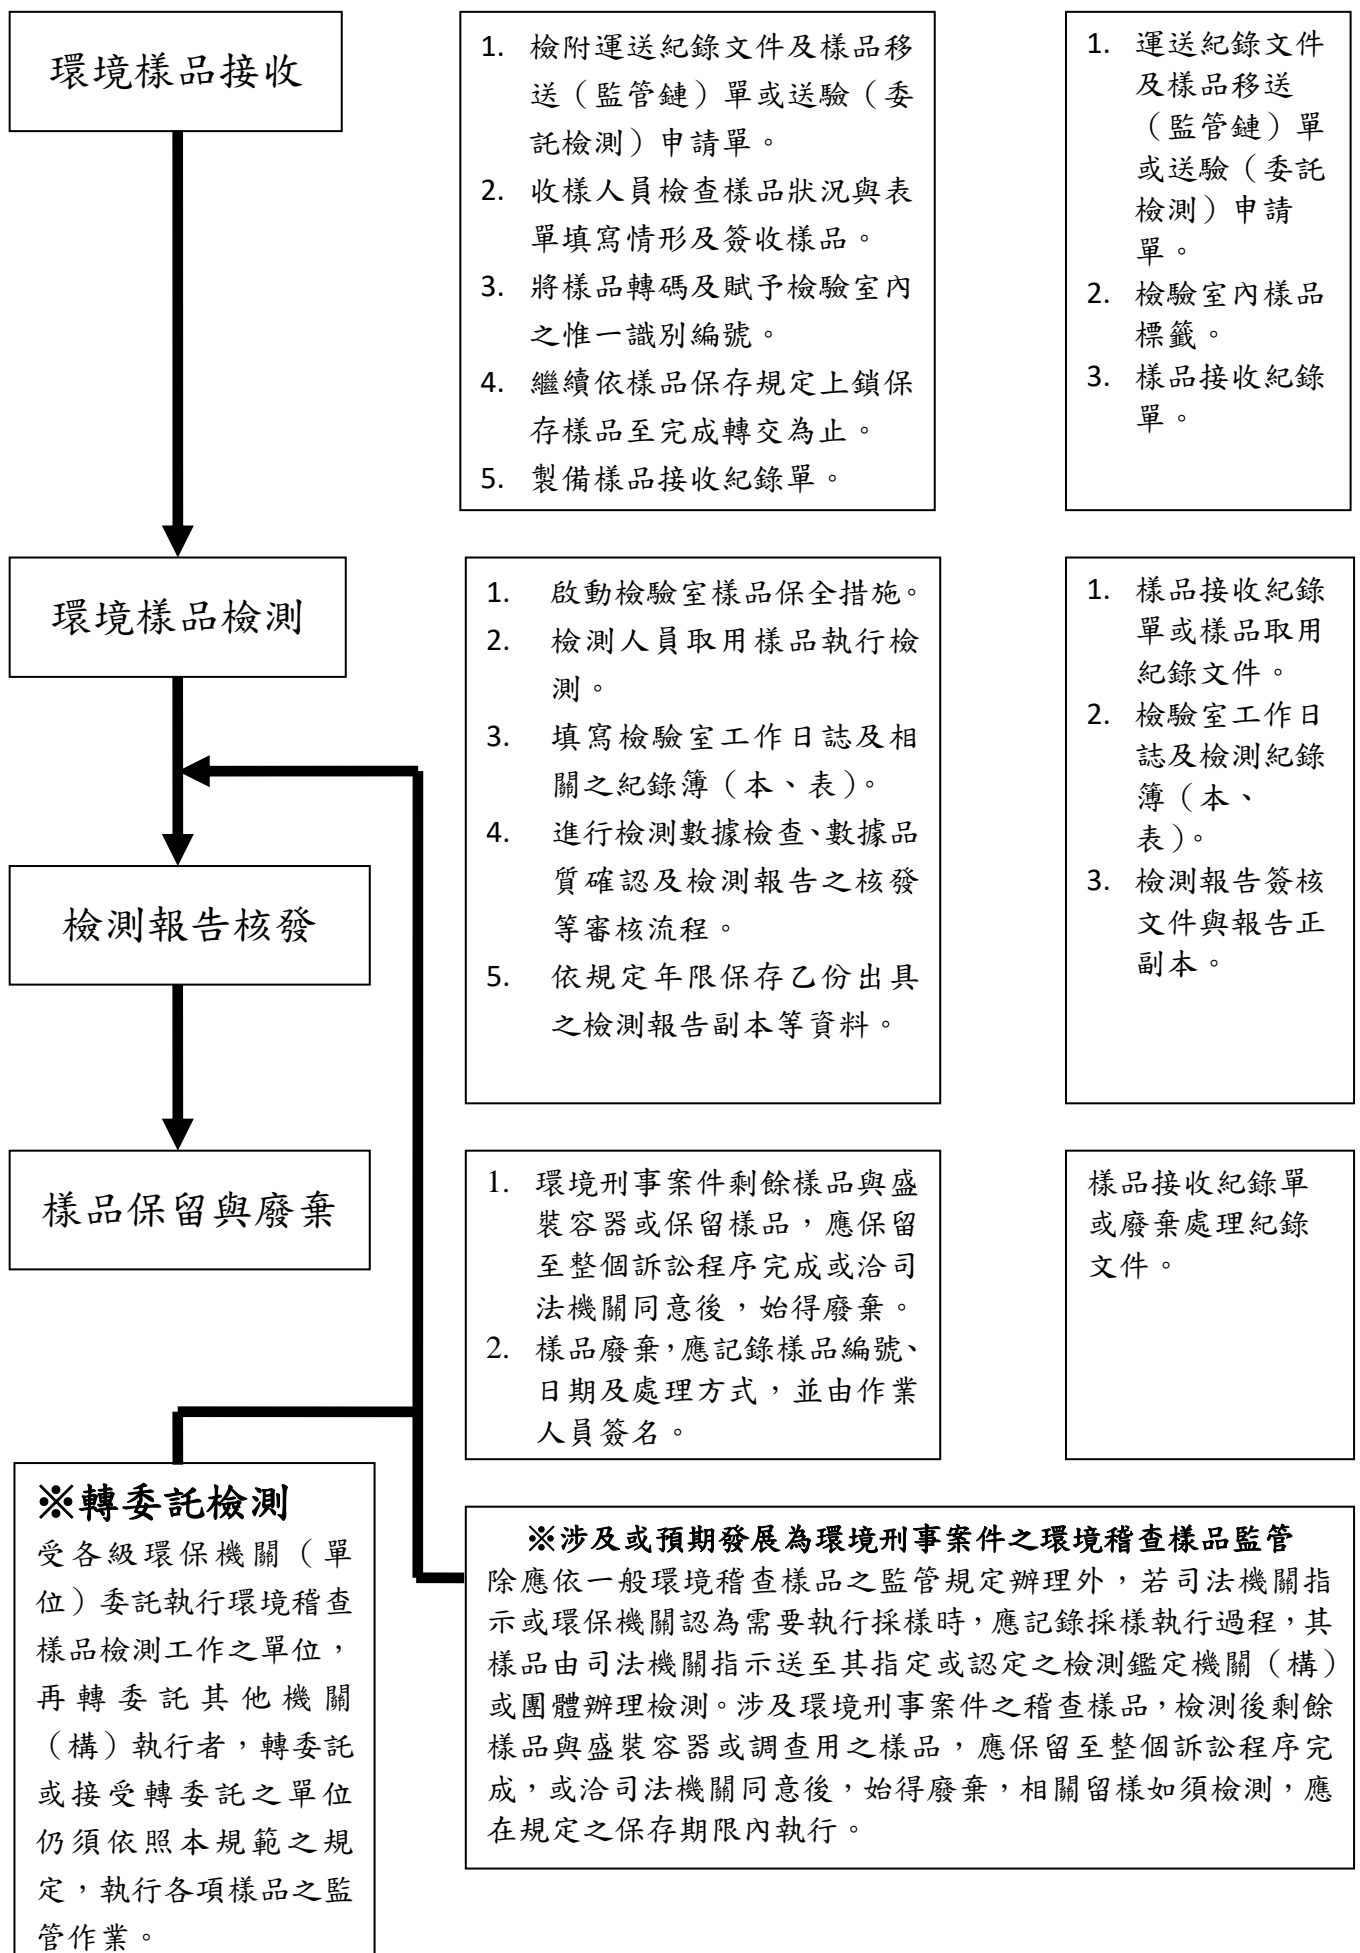 環境樣品接收
1. 檢附運送紀錄文件及樣品移
送（監管鏈）單或送驗（委
託檢測）申請單。
2. 收樣人員檢查樣品狀況與表
單填寫情形及簽收樣品。
3. 將樣品轉碼及賦予檢驗室內
之惟一識別編號。
4. 繼續依樣品保存規定上鎖保
存樣品至完成轉交為止。
5. 製備樣品接收紀錄單。
1. 運送紀錄文件
及樣品移送
（監管鏈）單
或送驗（委託
檢測）申請
單。
2. 檢驗室內樣品
標籤。
3. 樣品接收紀錄
單。
環境樣品檢測
1. 啟動檢驗室樣品保全措施。
2. 檢測人員取用樣品執行檢
測。
3. 填寫檢驗室工作日誌及相
關之紀錄簿（本、表）。
4. 進行檢測數據檢查、數據品
質確認及檢測報告之核發
等審核流程。
5. 依規定年限保存乙份出具
之檢測報告副本等資料。
1. 樣品接收紀錄
單或樣品取用
紀錄文件。
2. 檢驗室工作日
誌及檢測紀錄
簿（本、
表）。
3. 檢測報告簽核
文件與報告正
副本。
檢測報告核發
樣品保留與廢棄
1. 環境刑事案件剩餘樣品與盛
裝容器或保留樣品，應保留
至整個訴訟程序完成或洽司
法機關同意後，始得廢棄。
2. 樣品廢棄，應記錄樣品編號、
日期及處理方式，並由作業
人員簽名。
樣品接收紀錄單
或廢棄處理紀錄
文件。
※轉委託檢測
受各級環保機關（單
位）委託執行環境稽查
樣品檢測工作之單位，
再轉委託其他機關
（構）執行者，轉委託
或接受轉委託之單位
仍須依照本規範之規
定，執行各項樣品之監
管作業。
※涉及或預期發展為環境刑事案件之環境稽查樣品監管
除應依一般環境稽查樣品之監管規定辦理外，若司法機關指
示或環保機關認為需要執行採樣時，應記錄採樣執行過程，其
樣品由司法機關指示送至其指定或認定之檢測鑑定機關（構）
或團體辦理檢測。涉及環境刑事案件之稽查樣品，檢測後剩餘
樣品與盛裝容器或調查用之樣品，應保留至整個訴訟程序完
成，或洽司法機關同意後，始得廢棄，相關留樣如須檢測，應
在規定之保存期限內執行。